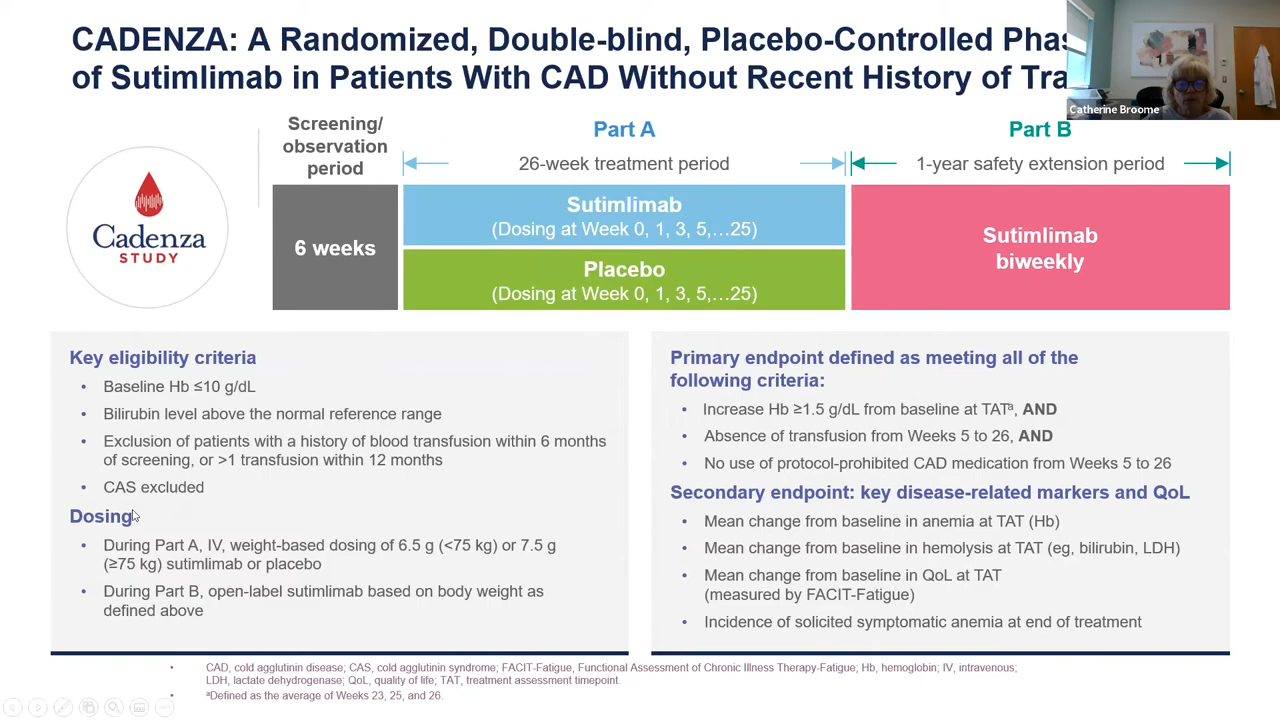 CADENZA: A Randomized, Double-blind, Placebo-Controlled
of Sutimlimab in Patients With CAD Without Recent History of
Catherine Broome
Screening/
observation
period
Part A
26-week treatment period
Part B
1-year safety extension period
Cadenza
STUDY
6 weeks
Sutimlimab
(Dosing at Week 0, 1, 3, 5,…25)
Placebo
(Dosing at Week 0, 1, 3, 5,…25)
Sutimlimab
biweekly
Key eligibility criteria
• Baseline Hb ≤10 g/dL
• Bilirubin level above the normal reference range
• Exclusion of patients with a history of blood transfusion within 6 months
of screening, or >1 transfusion within 12 months
• CAS excluded
Dosing
• During Part A, IV, weight-based dosing of 6.5 g (<75 kg) or 7.5 g
(≥75 kg) sutimlimab or placebo
• During Part B, open-label sutimlimab based on body weight as
defined above
Primary endpoint defined as meeting all of the
following criteria:
• Increase Hb ≥1.5 g/dL from baseline at TATᵃ, AND
• Absence of transfusion from Weeks 5 to 26, AND
• No use of protocol-prohibited CAD medication from Weeks 5 to 26
Secondary endpoint: key disease-related markers and QoL
• Mean change from baseline in anemia at TAT (Hb)
• Mean change from baseline in hemolysis at TAT (eg, bilirubin, LDH)
• Mean change from baseline in QoL at TAT
(measured by FACIT-Fatigue)
• Incidence of solicited symptomatic anemia at end of treatment
• CAD, cold agglutinin disease; CAS, cold agglutinin syndrome; FACIT-Fatigue, Functional Assessment of Chronic Illness Therapy-Fatigue; Hb, hemoglobin; IV, intravenous;
LDH, lactate dehydrogenase; QoL, quality of life; TAT, treatment assessment timepoint.
• ᵃDefined as the average of Weeks 23, 25, and 26.